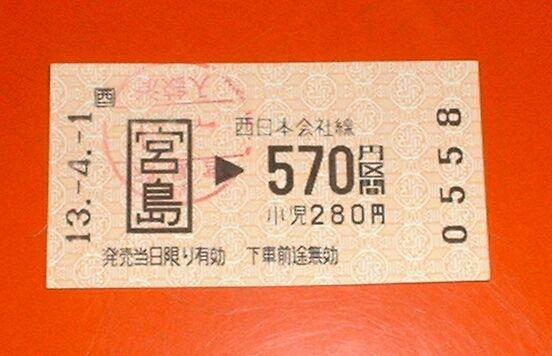 13.-4.-1
西
西日本会社線
宮島 ▶ 570円区間
小児280円
発売当日限り有効 下車前途無効
0558